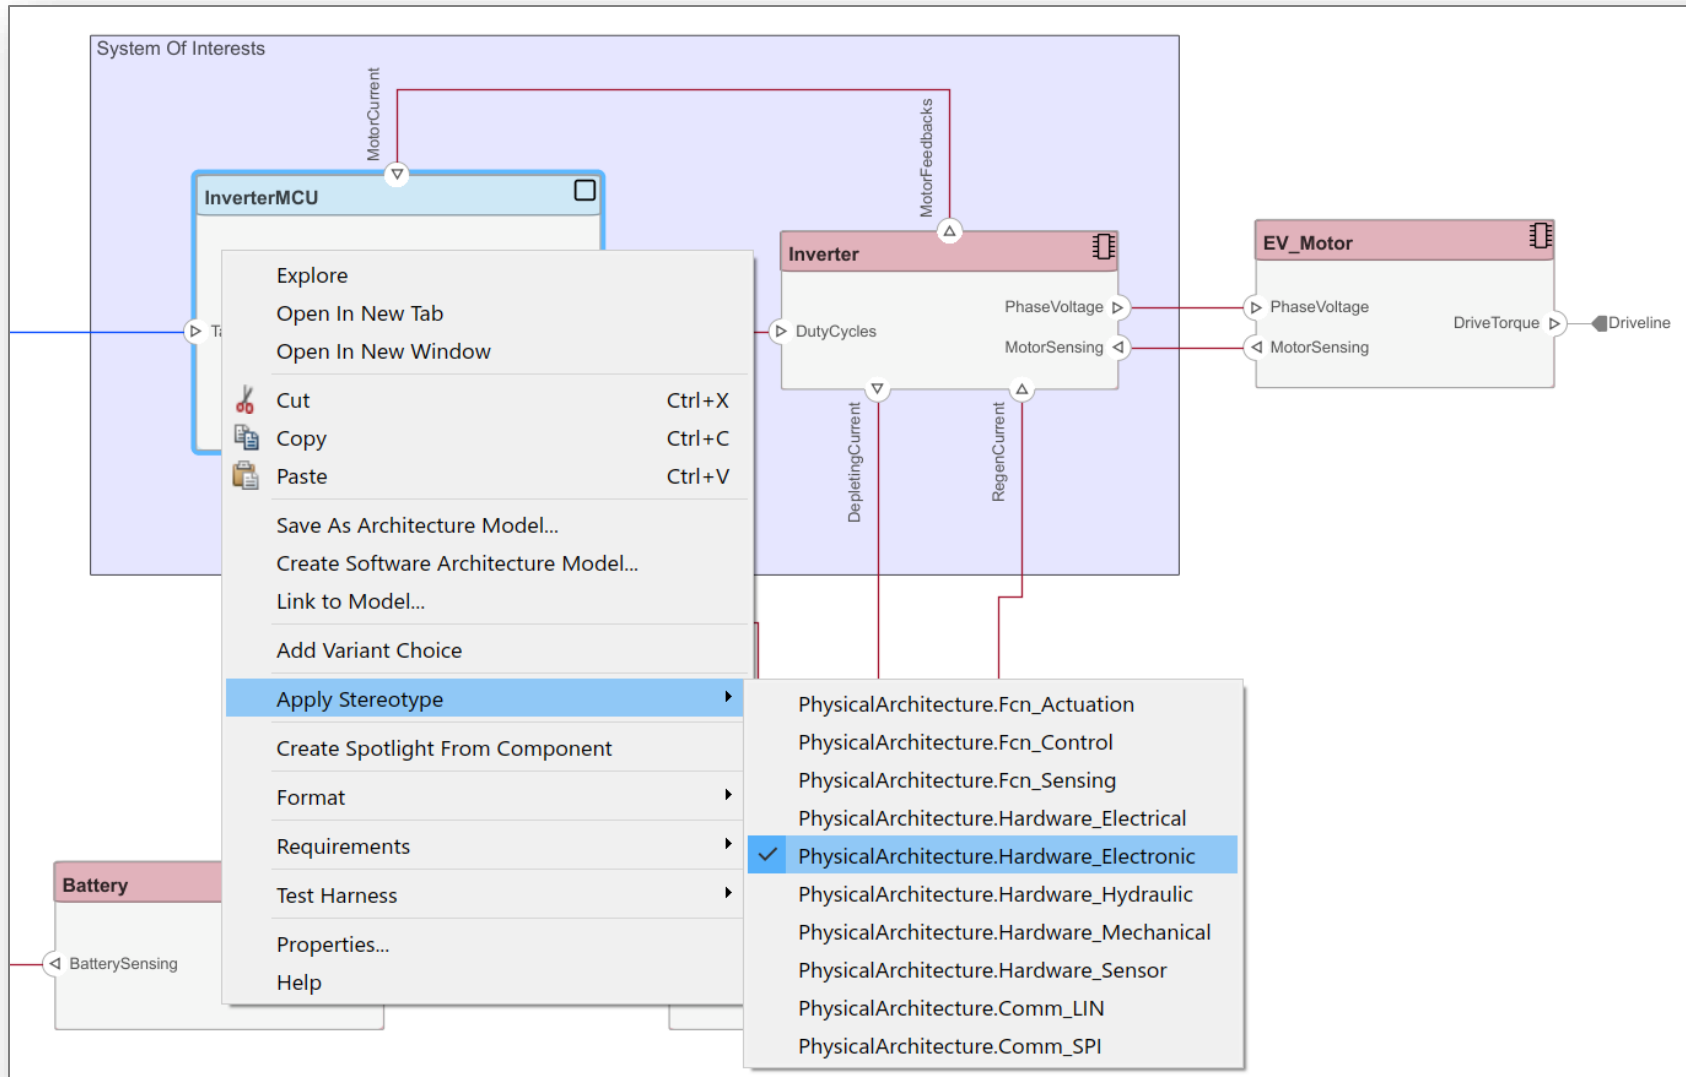 System Of Interests
MotorCurrent
MotorFeedbacks
InverterMCU
Inverter
EV_Motor
PhaseVoltage
PhaseVoltage
DutyCycles
DriveTorque
Driveline
MotorSensing
MotorSensing
DepletingCurrent
RegenCurrent
Explore
Open In New Tab
Open In New Window
Cut Ctrl+X
Copy Ctrl+C
Paste Ctrl+V
Save As Architecture Model...
Create Software Architecture Model...
Link to Model...
Add Variant Choice
Apply Stereotype
Create Spotlight From Component
Format
Requirements
Test Harness
Properties...
Help
PhysicalArchitecture.Fcn_Actuation
PhysicalArchitecture.Fcn_Control
PhysicalArchitecture.Fcn_Sensing
PhysicalArchitecture.Hardware_Electrical
PhysicalArchitecture.Hardware_Electronic
PhysicalArchitecture.Hardware_Hydraulic
PhysicalArchitecture.Hardware_Mechanical
PhysicalArchitecture.Hardware_Sensor
PhysicalArchitecture.Comm_LIN
PhysicalArchitecture.Comm_SPI
Battery
BatterySensing